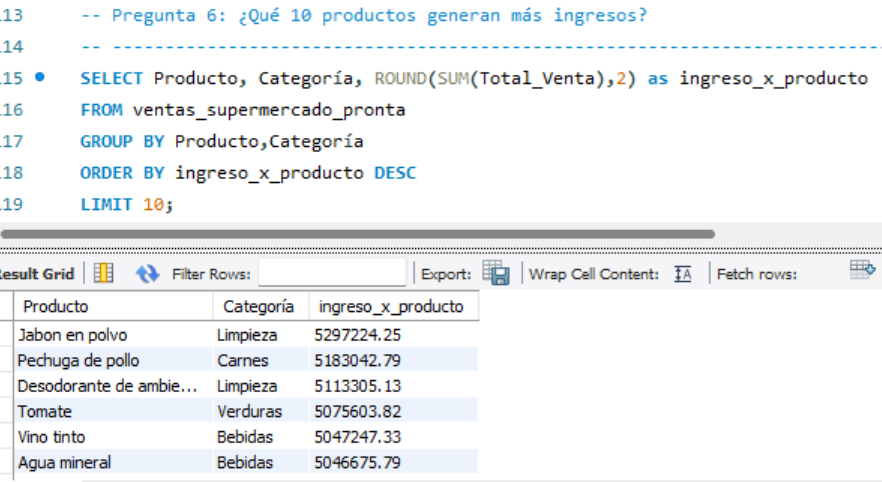 13 -- Pregunta 6: ¿Qué 10 productos generan más ingresos?
14 -- --------------------------------------------------------------------------
15 SELECT Producto, Categoría, ROUND(SUM(Total_Venta),2) as ingreso_x_producto
16 FROM ventas_supermercado_pronta
17 GROUP BY Producto,Categoría
18 ORDER BY ingreso_x_producto DESC
19 LIMIT 10;
Result Grid Filter Rows: Export: Wrap Cell Content: IA Fetch rows:
Producto Categoría ingreso_x_producto
Jabon en polvo Limpieza 5297224.25
Pechuga de pollo Carnes 5183042.79
Desodorante de ambie... Limpieza 5113305.13
Tomate Verduras 5075603.82
Vino tinto Bebidas 5047247.33
Agua mineral Bebidas 5046675.79